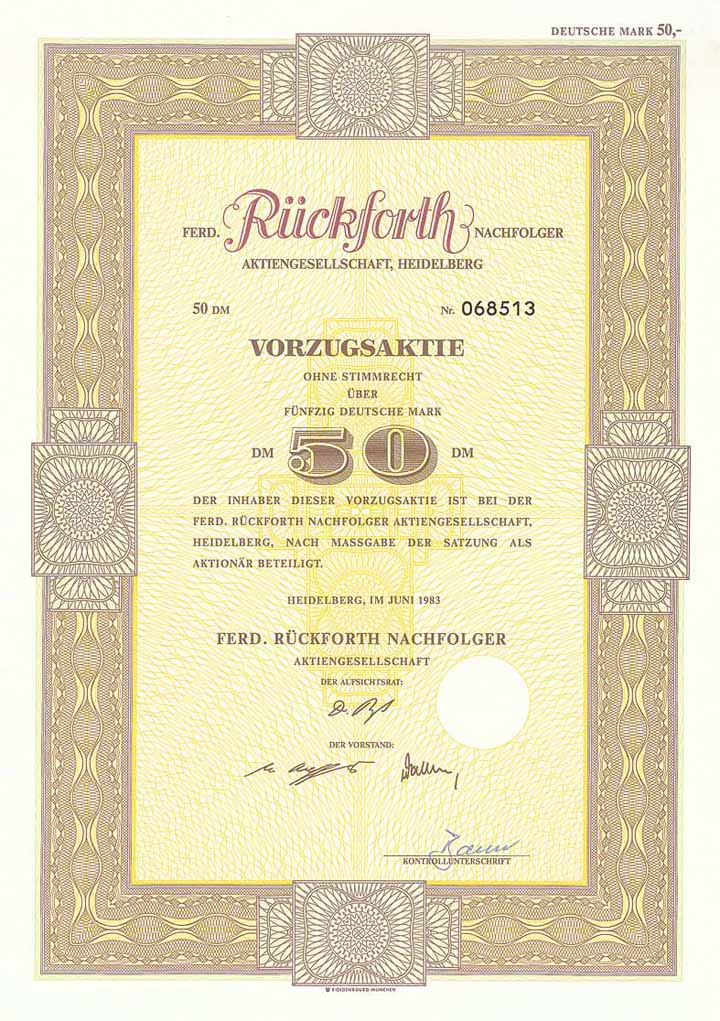 DEUTSCHE MARK 50,-
FERD. Rückforth NACHFOLGER
AKTIENGESELLSCHAFT, HEIDELBERG
50 DM Nr. 068513
VORZUGSAKTIE
OHNE STIMMRECHT
ÜBER
FÜNFZIG DEUTSCHE MARK
DM 50 DM
DER INHABER DIESER VORZUGSAKTIE IST BEI DER
FERD. RÜCKFORTH NACHFOLGER AKTIENGESELLSCHAFT,
HEIDELBERG, NACH MASSGABE DER SATZUNG ALS
AKTIONÄR BETEILIGT.
HEIDELBERG, IM JUNI 1983
FERD. RÜCKFORTH NACHFOLGER
AKTIENGESELLSCHAFT
DER AUFSICHTSRAT:
DER VORSTAND:
KONTROLLUNTERSCHRIFT
R. OLDENBOURG MÜNCHEN